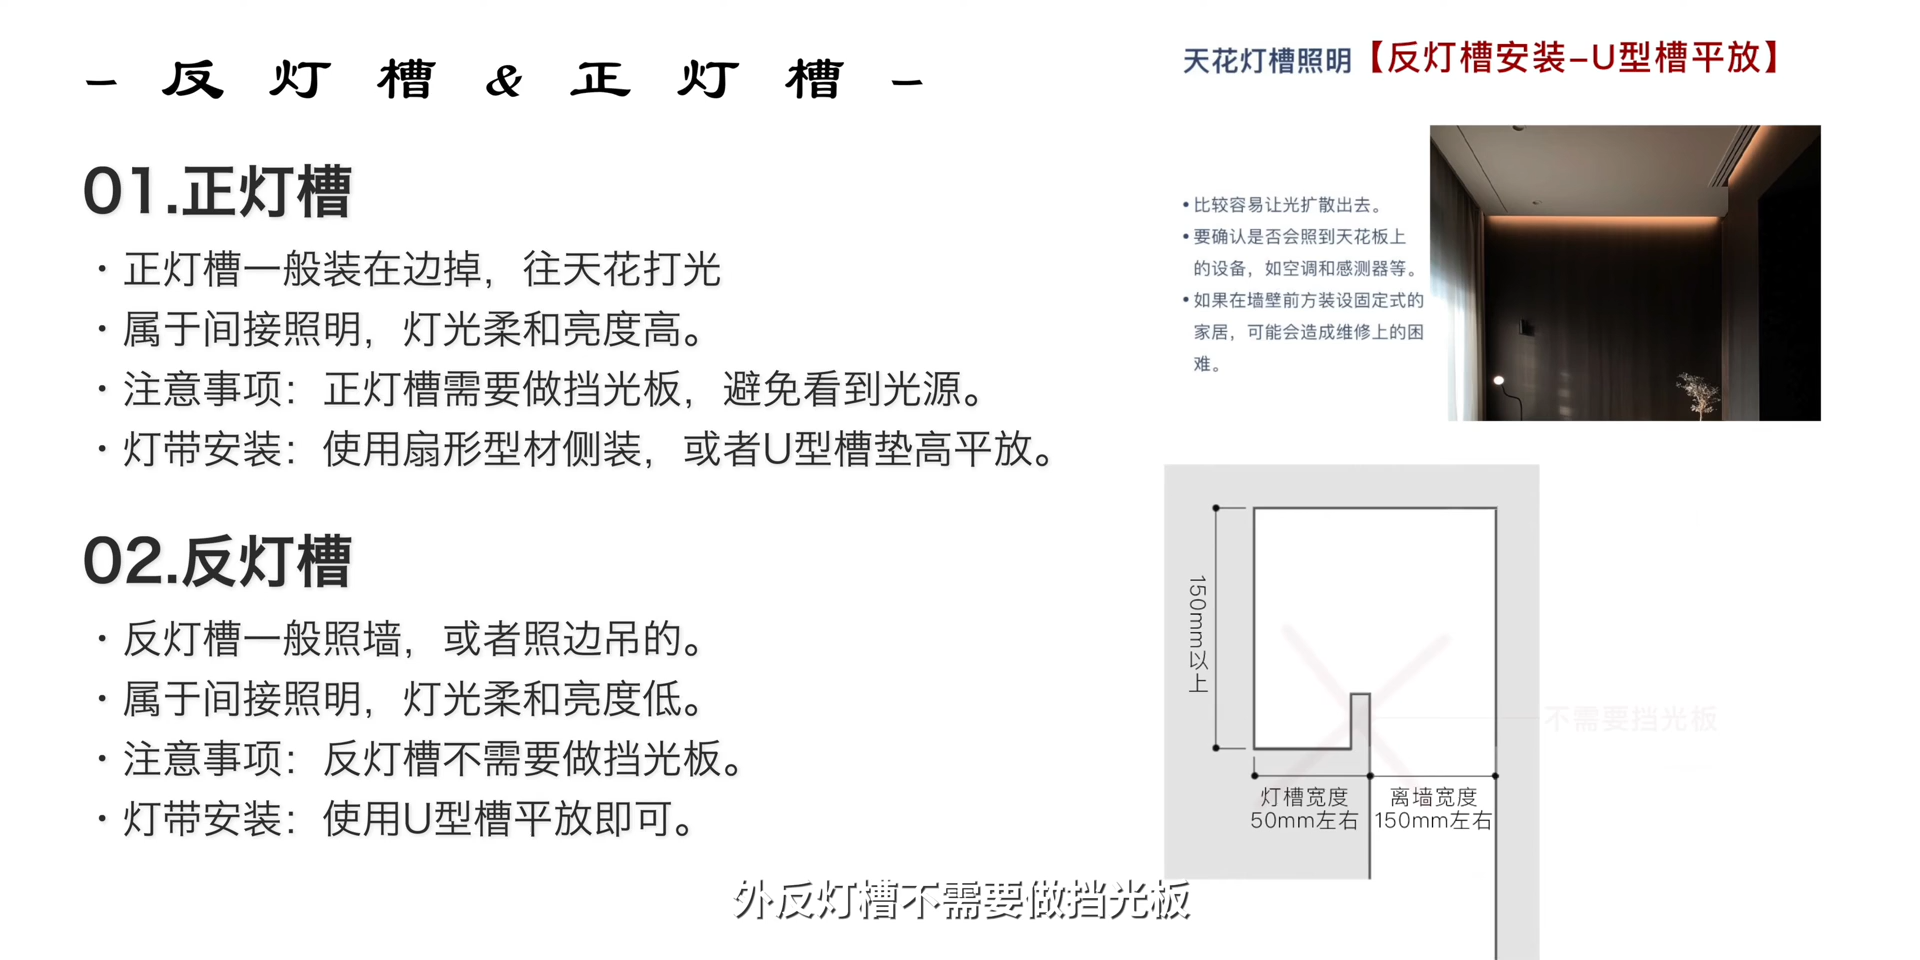 - 反灯槽&正灯槽 -
01.正灯槽
· 正灯槽一般装在边掉，往天花打光
· 属于间接照明，灯光柔和亮度高。
· 注意事项：正灯槽需要做挡光板，避免看到光源。
· 灯带安装：使用扇形型材侧装，或者U型槽垫高平放。
02.反灯槽
· 反灯槽一般照墙，或者照边吊的。
· 属于间接照明，灯光柔和亮度低。
· 注意事项：反灯槽不需要做挡光板。
· 灯带安装：使用U型槽平放即可。
天花灯槽照明【反灯槽安装-U型槽平放】
• 比较容易让光扩散出去。
• 要确认是否会照到天花板上
的设备，如空调和感测器等。
• 如果在墙壁前方装设固定式的
家居，可能会造成维修上的困
难。
150mm以上
不需要挡光板
灯槽宽度
50mm左右
离墙宽度
150mm左右
外反灯槽不需要做挡光板